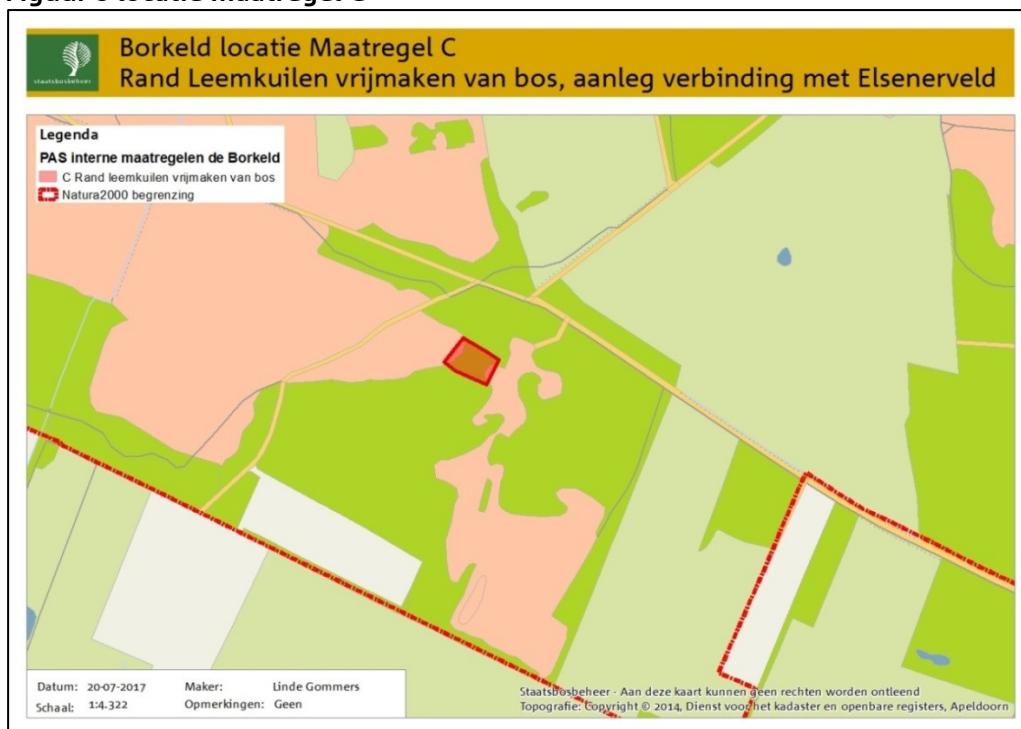 staatsbosbeheer
Borkeld locatie Maatregel C
Rand Leemkuilen vrijmaken van bos, aanleg verbinding met Elsenerveld
Legenda
PAS interne maatregelen de Borkeld
C Rand leemkuilen vrijmaken van bos
Natura2000 begrenzing
Datum: 20-07-2017 Maker: Linde Gommers
Schaal: 1:4.322 Opmerkingen: Geen
Staatsbosbeheer - Aan deze kaart kunnen geen rechten worden ontleend
Topografie: Copyright © 2014, Dienst voor het kadaster en openbare registers, Apeldoorn